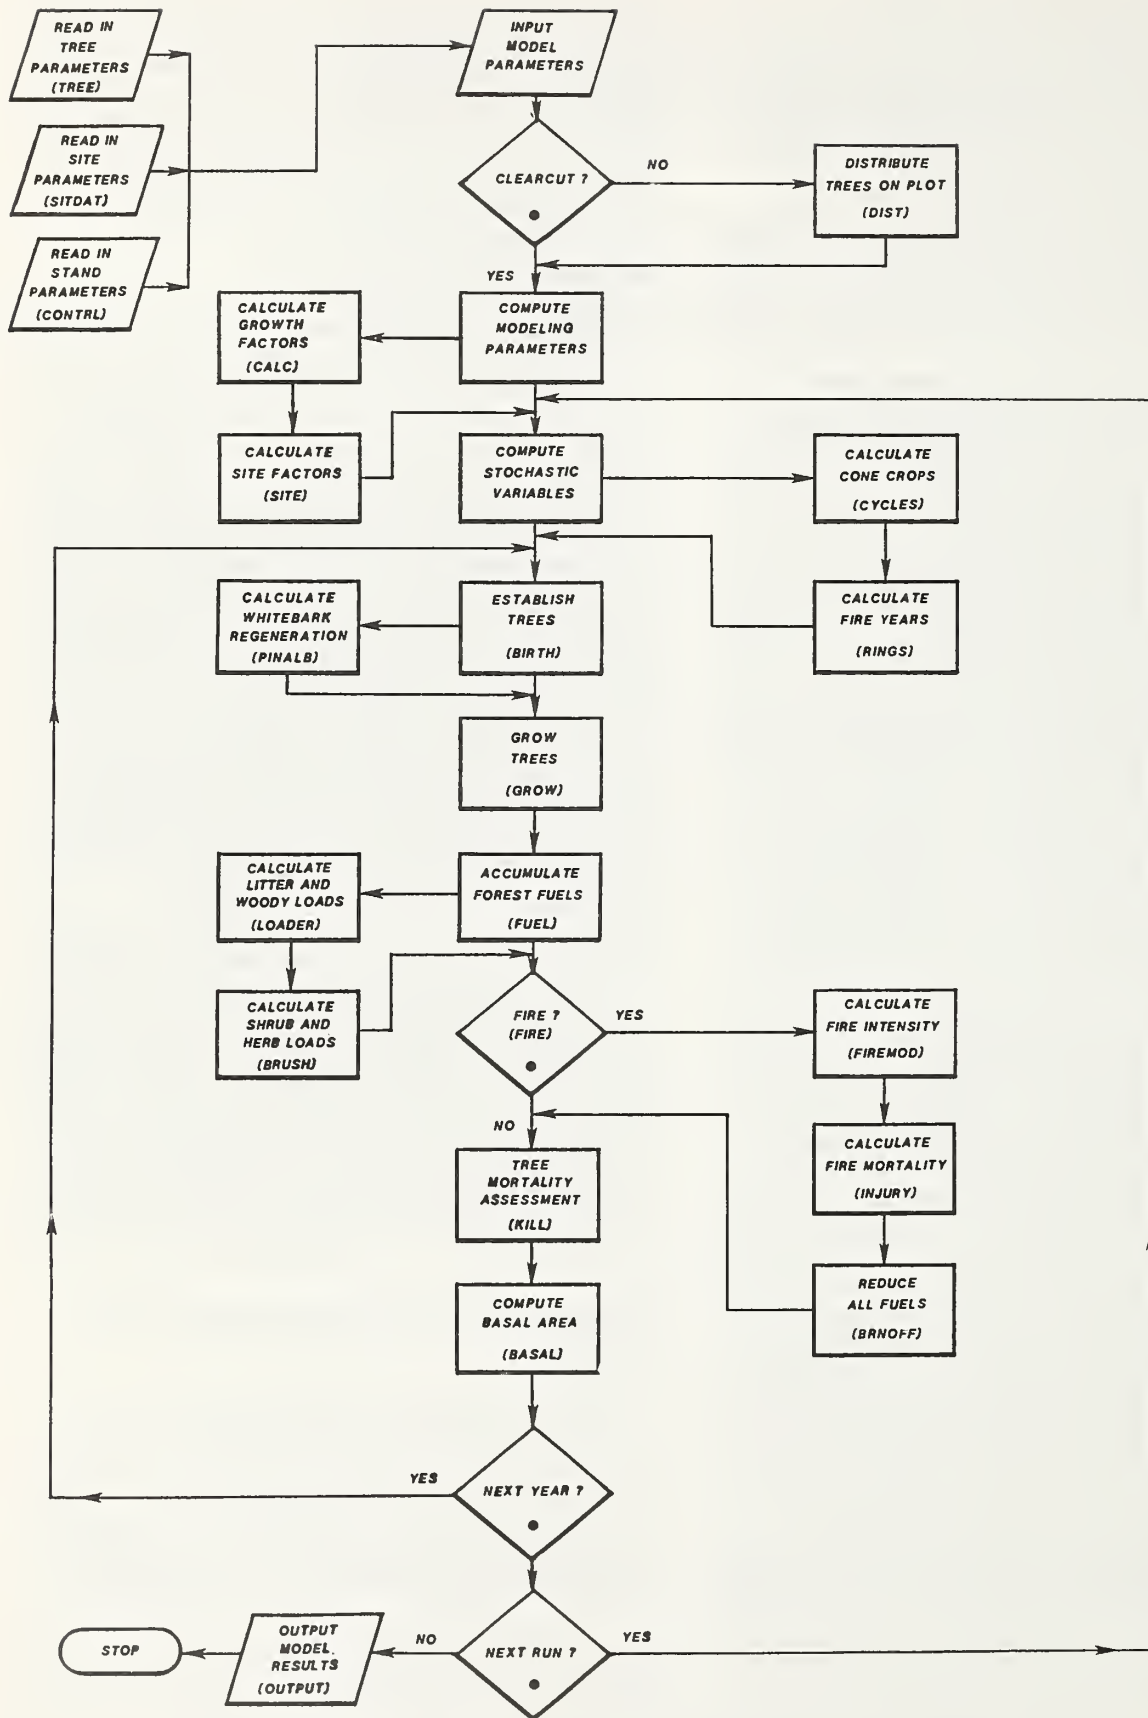 READ IN
TREE
PARAMETERS
(TREE)
READ IN
SITE
PARAMETERS
(SITDAT)
READ IN
STAND
PARAMETERS
(CONTRL)
INPUT
MODEL
PARAMETERS
CLEARCUT ?
NO
DISTRIBUTE
TREES ON PLOT
(DIST)
YES
COMPUTE
MODELING
PARAMETERS
CALCULATE
GROWTH
FACTORS
(CALC)
CALCULATE
SITE FACTORS
(SITE)
COMPUTE
STOCHASTIC
VARIABLES
CALCULATE
CONE CROPS
(CYCLES)
CALCULATE
FIRE YEARS
(RINGS)
ESTABLISH
TREES
(BIRTH)
CALCULATE
WHITEBARK
REGENERATION
(PINALB)
GROW
TREES
(GROW)
ACCUMULATE
FOREST FUELS
(FUEL)
CALCULATE
LITTER AND
WOODY LOADS
(LOADER)
CALCULATE
SHRUB AND
HERB LOADS
(BRUSH)
FIRE ?
(FIRE)
YES
CALCULATE
FIRE INTENSITY
(FIREMOD)
CALCULATE
FIRE MORTALITY
(INJURY)
REDUCE
ALL FUELS
(BRNOFF)
NO
TREE
MORTALITY
ASSESSMENT
(KILL)
COMPUTE
BASAL AREA
(BASAL)
NEXT YEAR ?
YES
NEXT RUN ?
YES
NO
OUTPUT
MODEL
RESULTS
(OUTPUT)
STOP